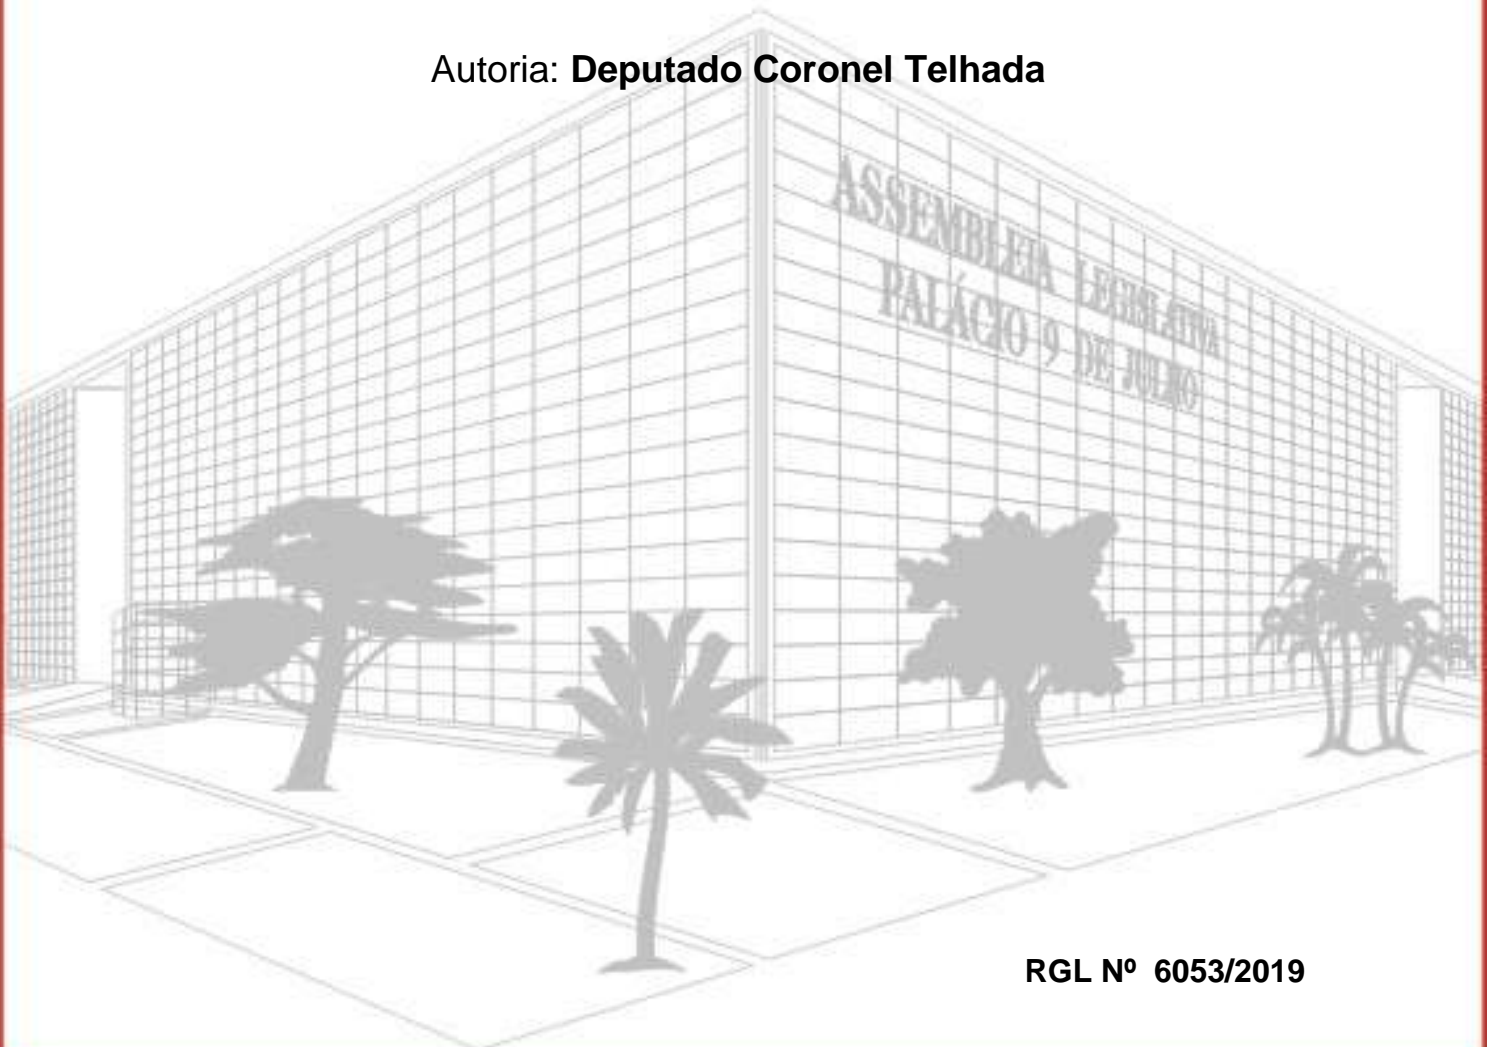 Autoria: Deputado Coronel Telhada
ASSEMBLEIA LEGISLATIVA
PALÁCIO 9 DE JULHO
RGL Nº 6053/2019